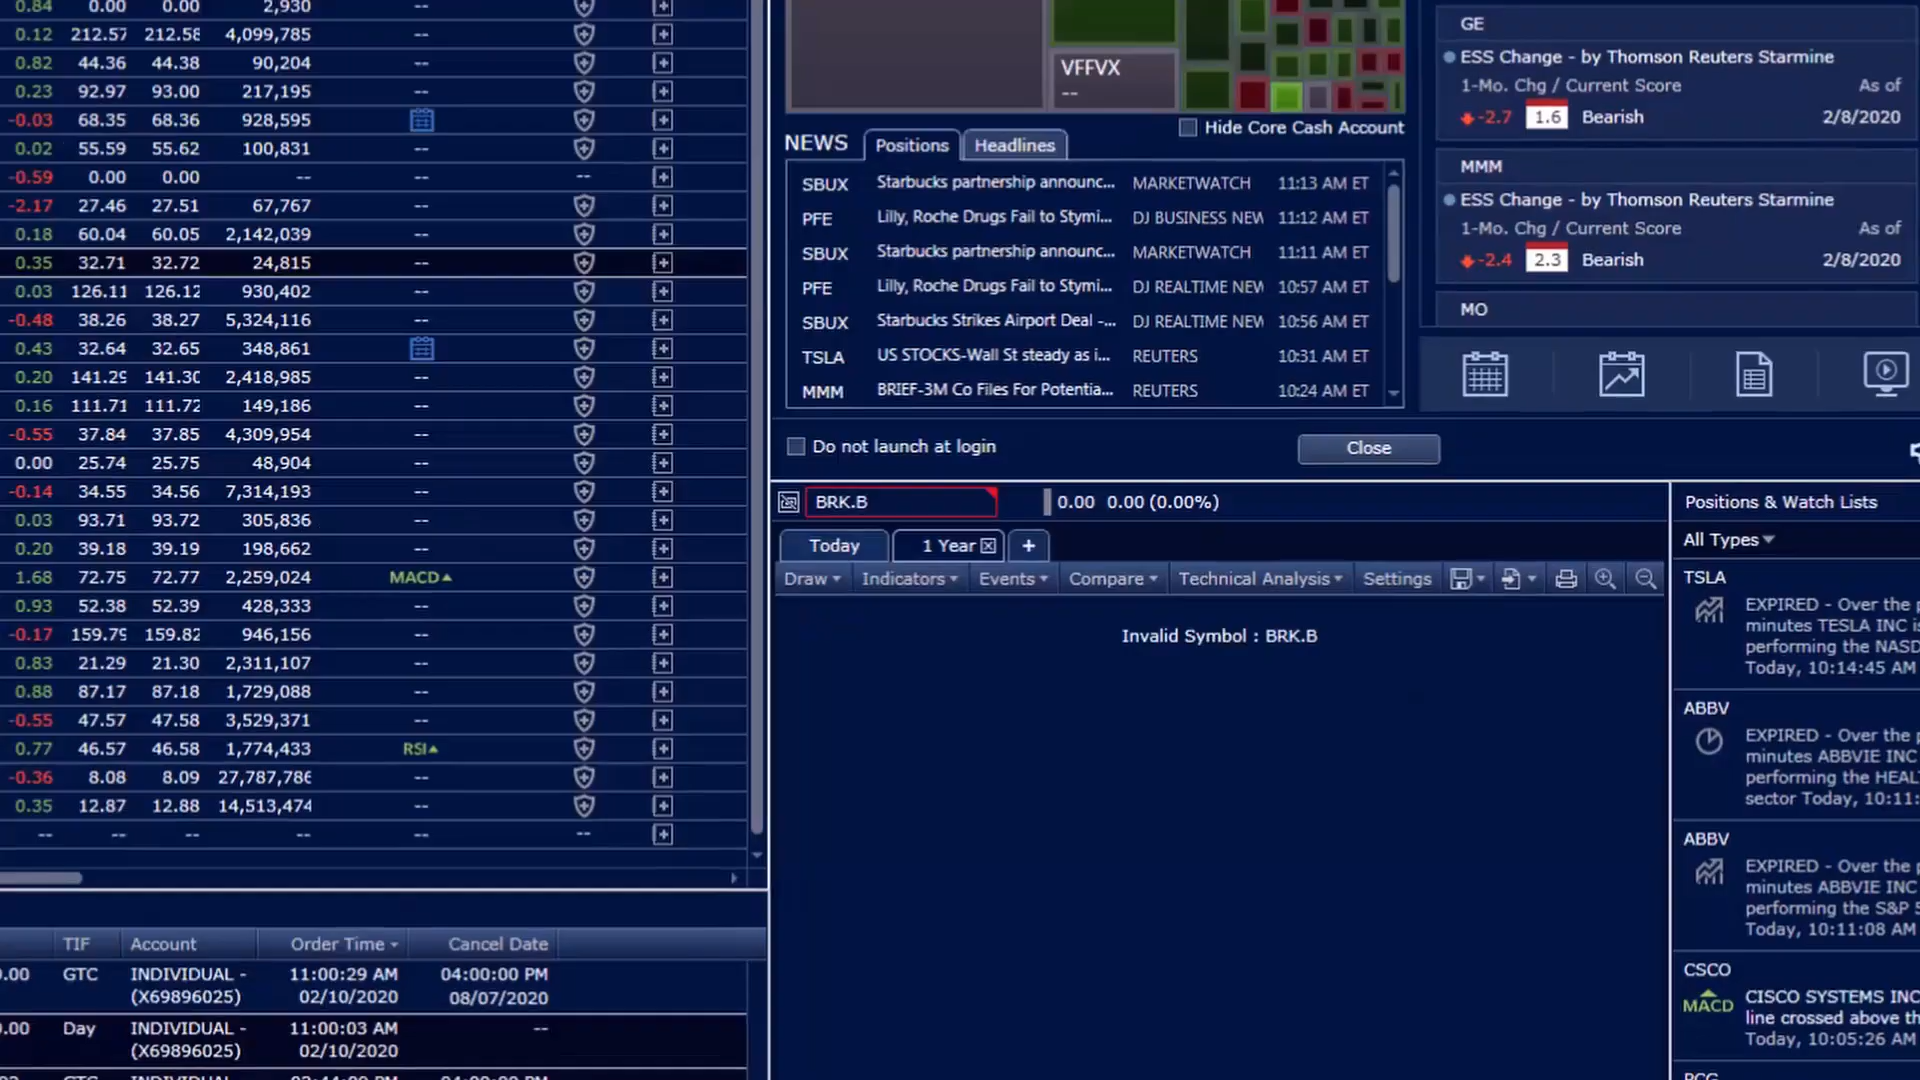 0.84 0.00 0.00 2,930 --
0.12 212.57 212.58 4,099,785 --
0.82 44.36 44.38 90,204 --
0.23 92.97 93.00 217,195 --
-0.03 68.35 68.36 928,595
0.02 55.59 55.62 100,831 --
-0.59 0.00 0.00 -- -- --
-2.17 27.46 27.51 67,767 --
0.18 60.04 60.05 2,142,039 --
0.35 32.71 32.72 24,815 --
0.03 126.11 126.12 930,402 --
-0.48 38.26 38.27 5,324,116 --
0.43 32.64 32.65 348,861
0.20 141.29 141.30 2,418,985 --
0.16 111.71 111.72 149,186 --
-0.55 37.84 37.85 4,309,954 --
0.00 25.74 25.75 48,904 --
-0.14 34.55 34.56 7,314,193 --
0.03 93.71 93.72 305,836 --
0.20 39.18 39.19 198,662 --
1.68 72.75 72.77 2,259,024 MACD
0.93 52.38 52.39 428,333 --
-0.17 159.79 159.82 946,156 --
0.83 21.29 21.30 2,311,107 --
0.88 87.17 87.18 1,729,088 --
-0.55 47.57 47.58 3,529,371 --
0.77 46.57 46.58 1,774,433 RSI
-0.36 8.08 8.09 27,787,786 --
0.35 12.87 12.88 14,513,474 --
-- -- -- -- -- --
TIF Account Order Time Cancel Date
.00 GTC INDIVIDUAL - 11:00:29 AM 04:00:00 PM
(X69896025) 02/10/2020 08/07/2020
.00 Day INDIVIDUAL - 11:00:03 AM --
(X69896025) 02/10/2020
VFFVX
--
Hide Core Cash Account
NEWS Positions Headlines
SBUX Starbucks partnership announc... MARKETWATCH 11:13 AM ET
PFE Lilly, Roche Drugs Fail to Stymi... DJ BUSINESS NEW 11:12 AM ET
SBUX Starbucks partnership announc... MARKETWATCH 11:11 AM ET
PFE Lilly, Roche Drugs Fail to Stymi... DJ REALTIME NEW 10:57 AM ET
SBUX Starbucks Strikes Airport Deal -... DJ REALTIME NEW 10:56 AM ET
TSLA US STOCKS-Wall St steady as i... REUTERS 10:31 AM ET
MMM BRIEF-3M Co Files For Potentia... REUTERS 10:24 AM ET
Do not launch at login Close
GE
ESS Change - by Thomson Reuters Starmine
1-Mo. Chg / Current Score As of
-2.7 1.6 Bearish 2/8/2020
MMM
ESS Change - by Thomson Reuters Starmine
1-Mo. Chg / Current Score As of
-2.4 2.3 Bearish 2/8/2020
MO
BRK.B 0.00 0.00 (0.00%)
Today 1 Year +
Draw Indicators Events Compare Technical Analysis Settings
Invalid Symbol : BRK.B
Positions & Watch Lists
All Types
TSLA
EXPIRED - Over the p
minutes TESLA INC is
performing the NASD
Today, 10:14:45 AM
ABBV
EXPIRED - Over the p
minutes ABBVIE INC
performing the HEAL
sector Today, 10:11:
ABBV
EXPIRED - Over the p
minutes ABBVIE INC
performing the S&P 5
Today, 10:11:08 AM
CSCO
MACD
CISCO SYSTEMS INC
line crossed above th
Today, 10:05:26 AM